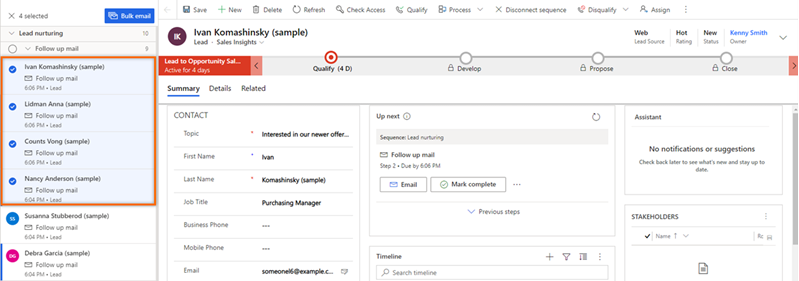 4 selected
Bulk email
Lead nurturing 10
Follow up mail 9
Ivan Komashinsky (sample)
Follow up mail
6:06 PM • Lead
Lidman Anna (sample)
Follow up mail
6:06 PM • Lead
Counts Vong (sample)
Follow up mail
6:06 PM • Lead
Nancy Anderson (sample)
Follow up mail
6:04 PM • Lead
SS
Susanna Stubberod (sample)
Follow up mail
6:04 PM • Lead
DG
Debra Garcia (sample)
Follow up mail
6:04 PM • Lead
Save
New
Delete
Refresh
Check Access
Qualify
Process
Disconnect sequence
Disqualify
Assign
IK
Ivan Komashinsky (sample)
Lead · Sales Insights
Web
Lead Source
Hot
Rating
New
Status
Kenny Smith
Owner
Lead to Opportunity Sal...
Active for 4 days
Qualify (4 D)
Develop
Propose
Close
Summary
Details
Related
CONTACT
Topic * Interested in our newer offer...
First Name * Ivan
Last Name * Komashinsky (sample)
Job Title Purchasing Manager
Business Phone ---
Mobile Phone ---
Email someone6@example.c...
Up next
Sequence: Lead nurturing
Follow up mail
Step 2 • Due by 6:06 PM
Email
Mark complete
Previous steps
Timeline
Search timeline
Assistant
No notifications or suggestions
Check back later to see what's new and stay up to date.
STAKEHOLDERS
Name ↑